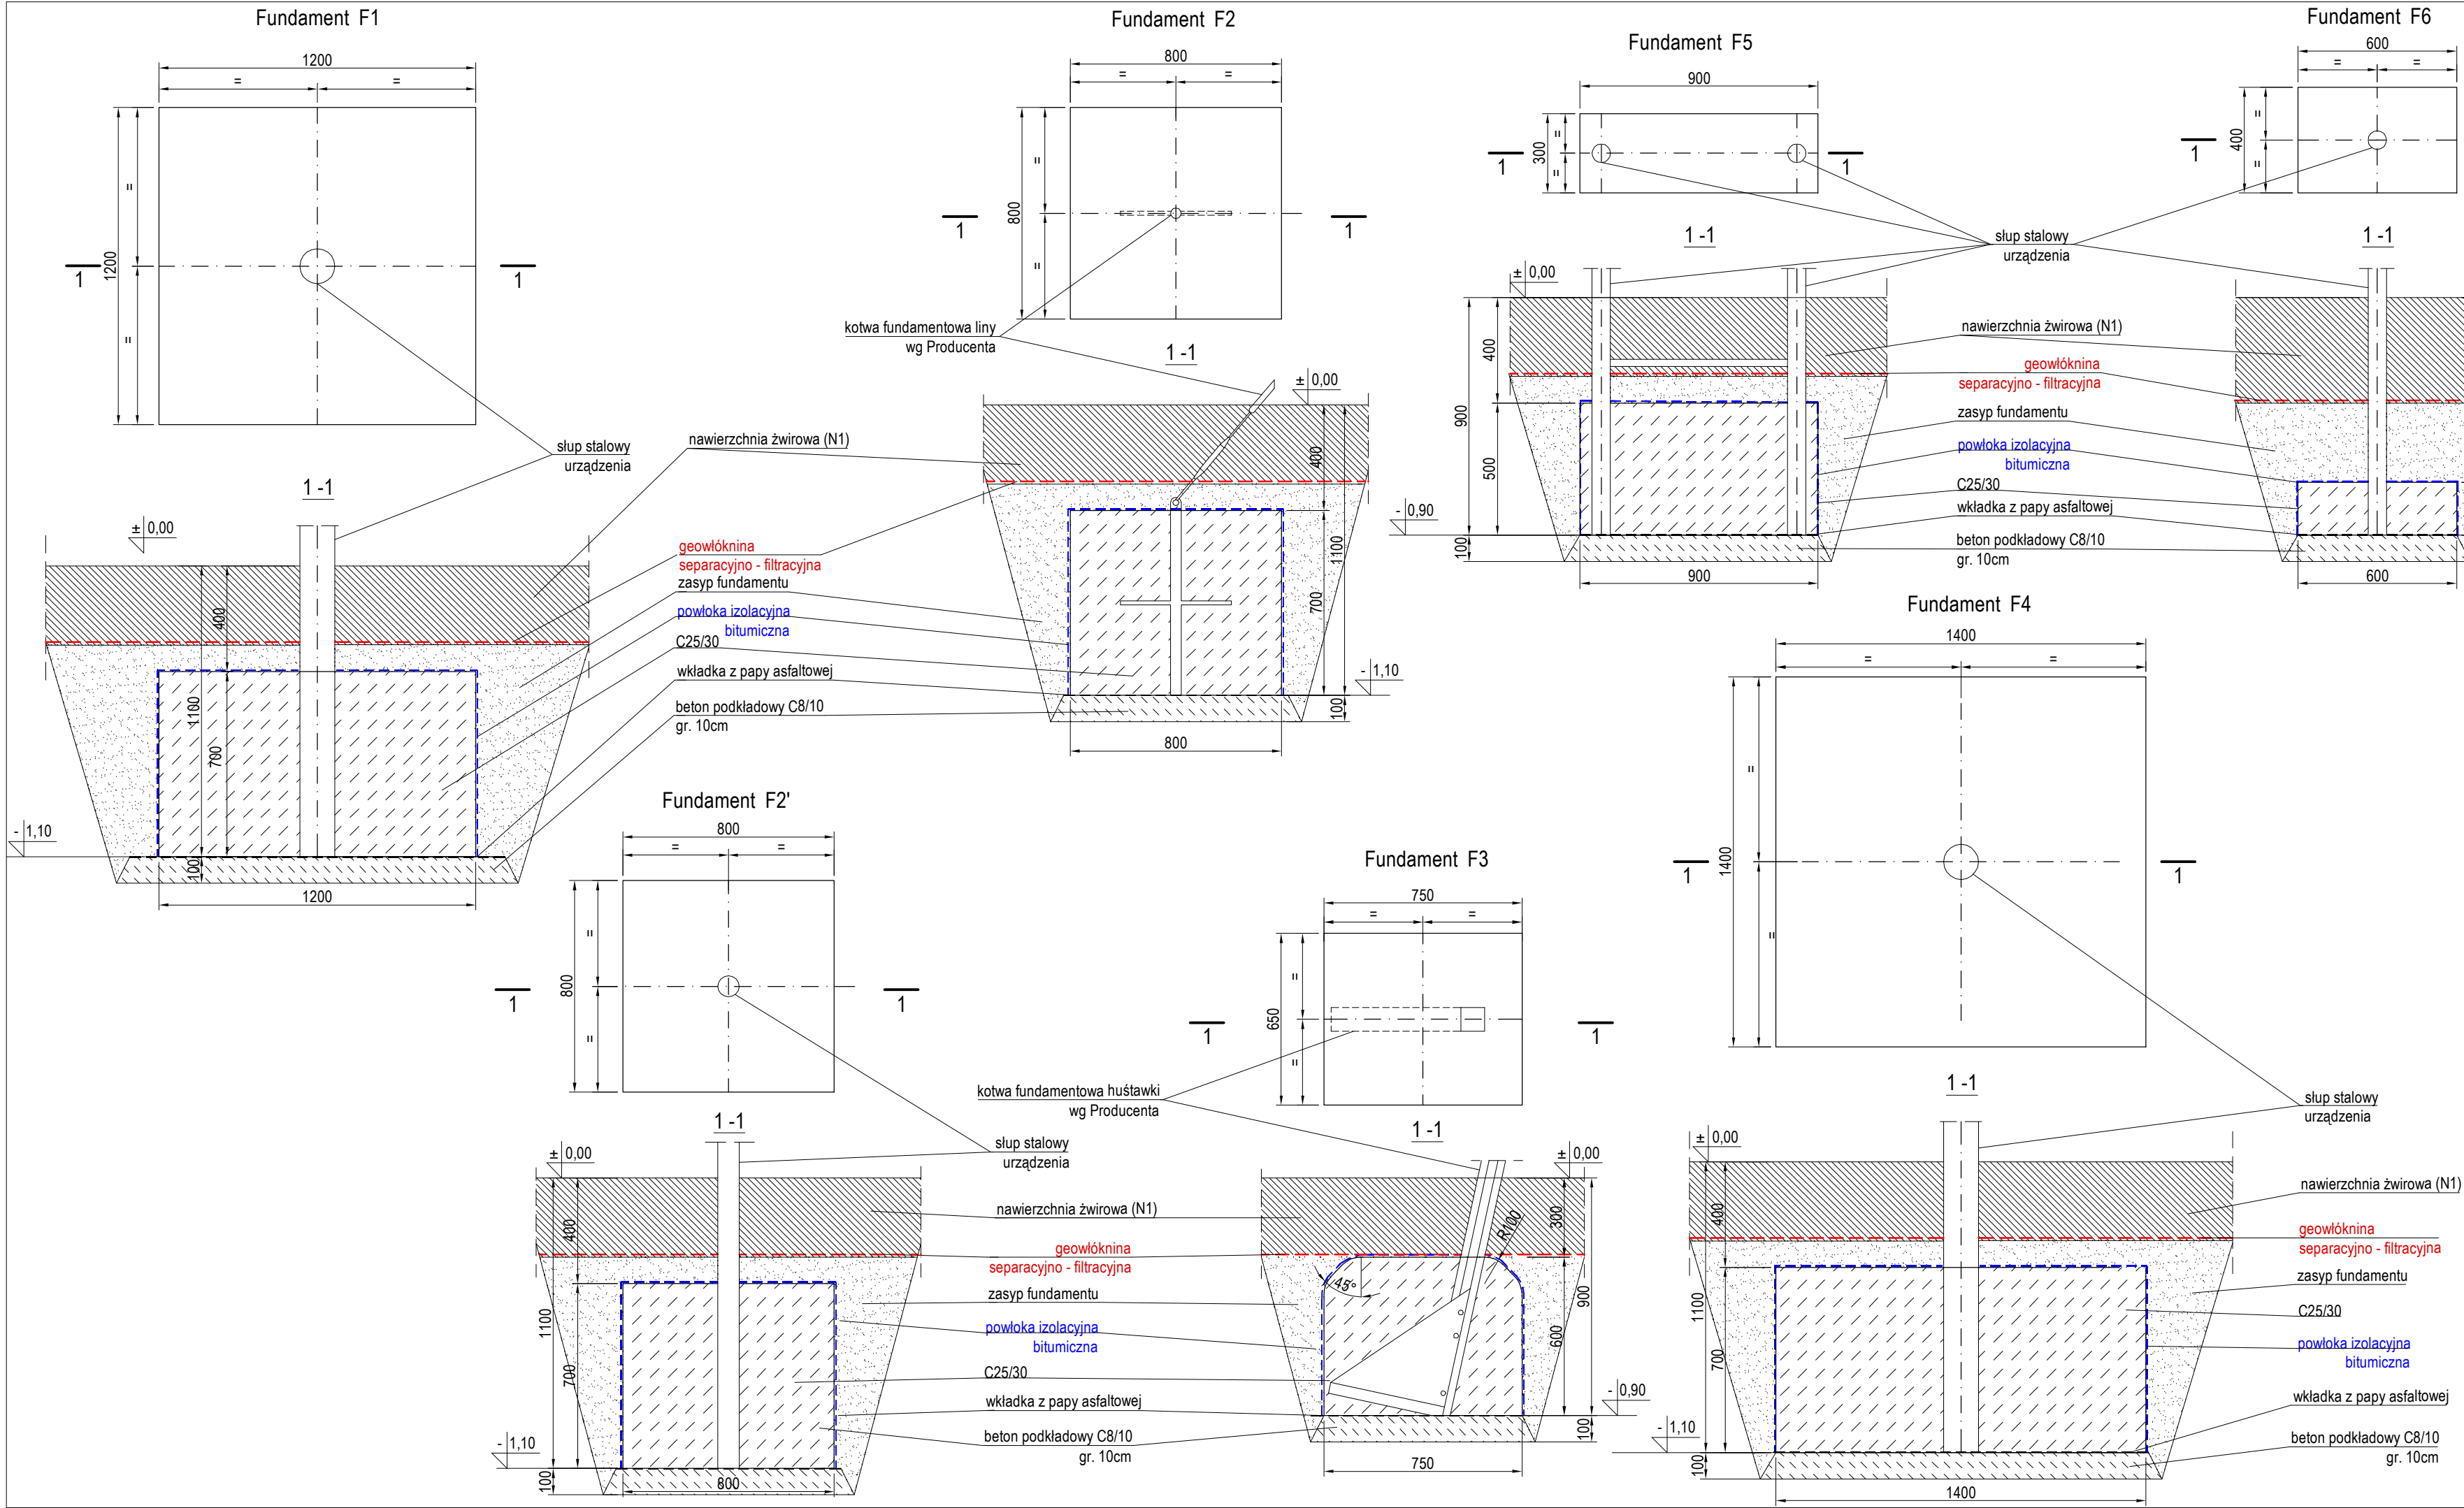 Fundament F1
1200
=
=
=
=
1200
1
1
słup stalowy
urządzenia
1 -1
± 0,00
400
1100
700
100
- 1,10
1200
Fundament F2
800
=
=
=
=
800
1
1
kotwa fundamentowa liny
wg Producenta
1 -1
± 0,00
400
1100
700
- 1,10
100
800
nawierzchnia żwirowa (N1)
geowłóknina
separacyjno - filtracyjna
zasyp fundamentu
powłoka izolacyjna
bitumiczna
C25/30
wkładka z papy asfaltowej
beton podkładowy C8/10
gr. 10cm
Fundament F5
900
300
=
=
1
1
1 -1
± 0,00
400
900
500
- 0,90
100
900
słup stalowy
urządzenia
nawierzchnia żwirowa (N1)
geowłóknina
separacyjno - filtracyjna
zasyp fundamentu
powłoka izolacyjna
bitumiczna
C25/30
wkładka z papy asfaltowej
beton podkładowy C8/10
gr. 10cm
Fundament F6
600
=
=
400
=
=
1
1 -1
600
Fundament F2'
800
=
=
=
=
800
1
1
słup stalowy
urządzenia
1 -1
± 0,00
400
1100
700
- 1,10
100
800
Fundament F3
750
=
=
=
=
650
1
1
kotwa fundamentowa huśtawki
wg Producenta
1 -1
± 0,00
R100
45°
300
900
600
- 0,90
100
750
nawierzchnia żwirowa (N1)
geowłóknina
separacyjno - filtracyjna
zasyp fundamentu
powłoka izolacyjna
bitumiczna
C25/30
wkładka z papy asfaltowej
beton podkładowy C8/10
gr. 10cm
Fundament F4
1400
=
=
=
=
1400
1
1
słup stalowy
urządzenia
1 -1
± 0,00
400
1100
700
- 1,10
100
1400
nawierzchnia żwirowa (N1)
geowłóknina
separacyjno - filtracyjna
zasyp fundamentu
C25/30
powłoka izolacyjna
bitumiczna
wkładka z papy asfaltowej
beton podkładowy C8/10
gr. 10cm